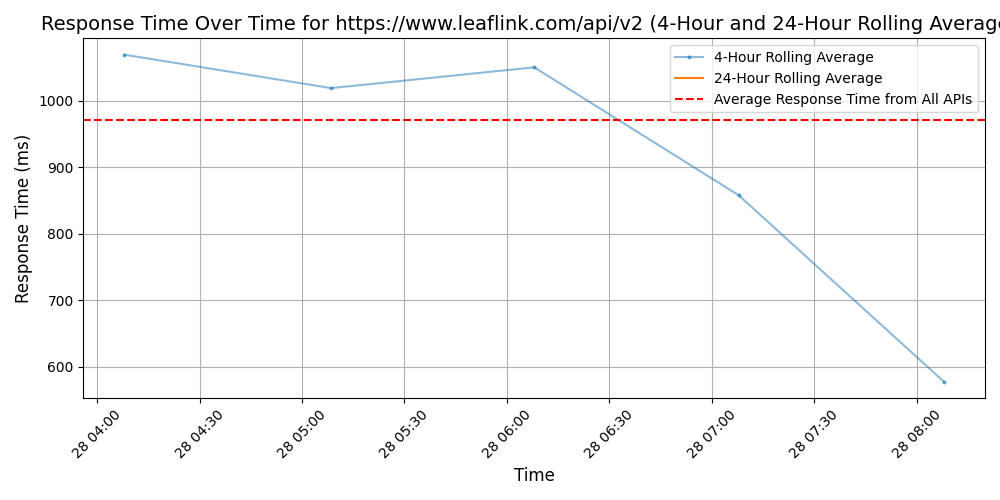 Response Time Over Time for https://www.leaflink.com/api/v2 (4-Hour and 24-Hour Rolling Average
4-Hour Rolling Average
24-Hour Rolling Average
Average Response Time from All APIs
Response Time (ms)
1000
900
800
700
600
28 04:00
28 04:30
28 05:00
28 05:30
28 06:00
28 06:30
28 07:00
28 07:30
28 08:00
Time